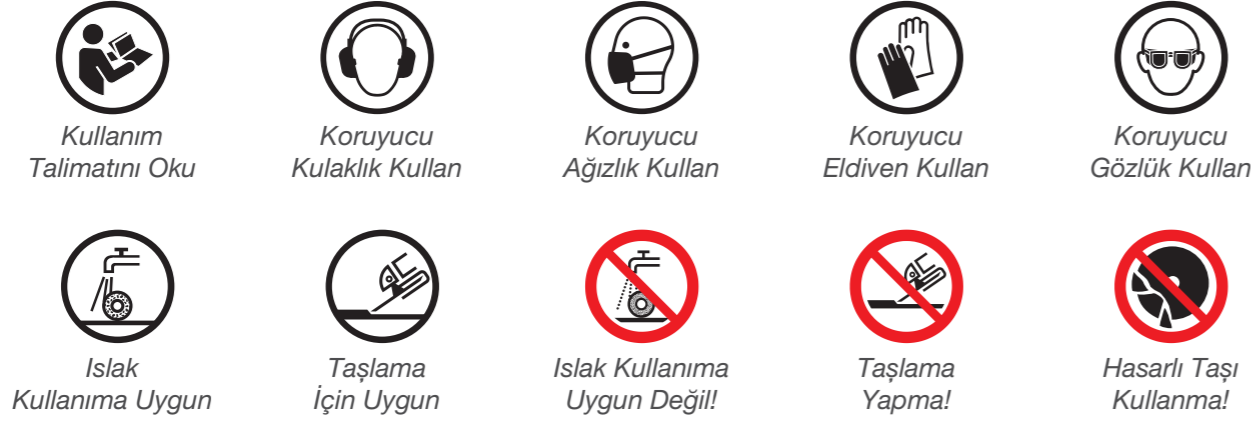 Kullanım
Talimatını Oku
Koruyucu
Kulaklık Kullan
Koruyucu
Ağızlık Kullan
Koruyucu
Eldiven Kullan
Koruyucu
Gözlük Kullan
Islak
Kullanıma Uygun
Taşlama
İçin Uygun
Islak Kullanıma
Uygun Değil!
Taşlama
Yapma!
Hasarlı Taşı
Kullanma!